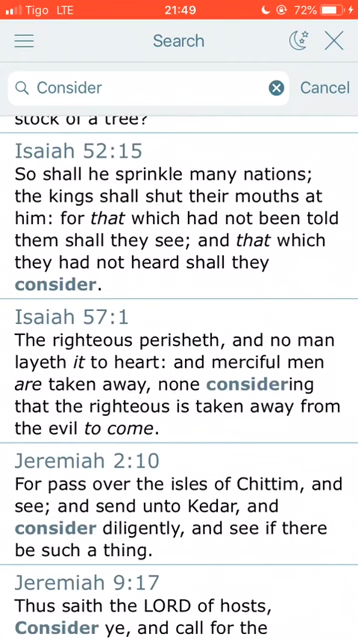 Tigo LTE 21:49 72%
Search
Consider Cancel
stock of a tree?
Isaiah 52:15
So shall he sprinkle many nations;
the kings shall shut their mouths at
him: for that which had not been told
them shall they see; and that which
they had not heard shall they
consider.
Isaiah 57:1
The righteous perisheth, and no man
layeth it to heart: and merciful men
are taken away, none considering
that the righteous is taken away from
the evil to come.
Jeremiah 2:10
For pass over the isles of Chittim, and
see; and send unto Kedar, and
consider diligently, and see if there
be such a thing.
Jeremiah 9:17
Thus saith the LORD of hosts,
Consider ye, and call for the